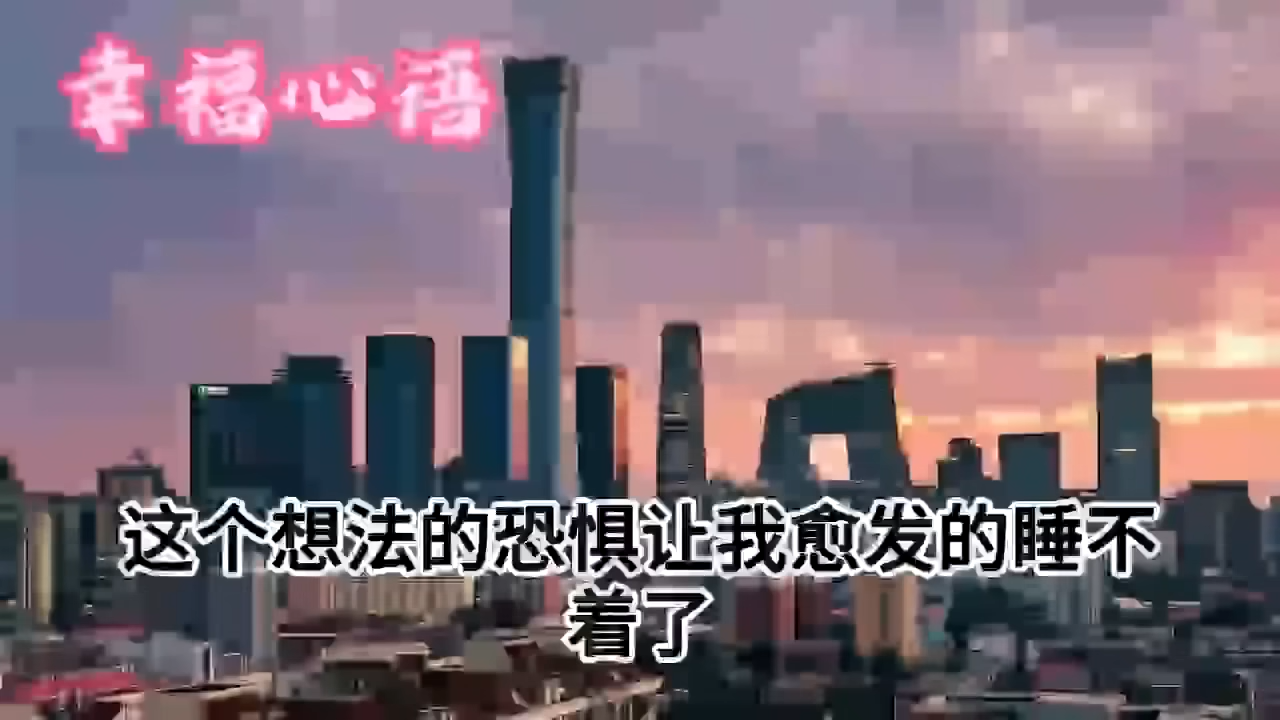 幸福心语
这个想法的恐惧让我愈发的睡不
着了